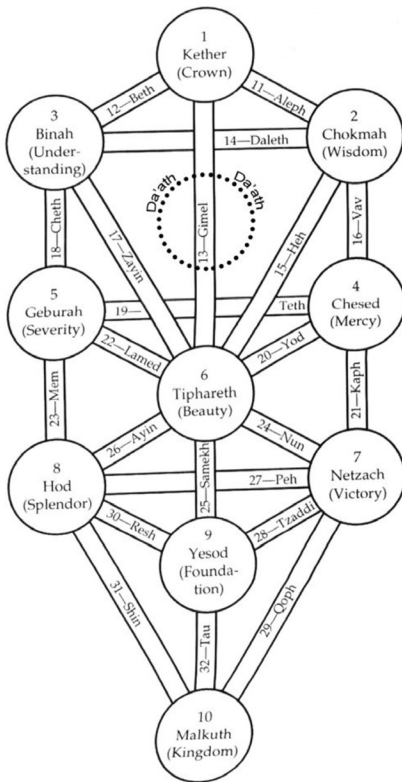 1
Kether
(Crown)
12—Beth
11—Aleph
3
Binah
(Under-
standing)
2
Chokmah
(Wisdom)
14—Daleth
Da'ath
Da'ath
13—Gimel
18—Cheth
17—Zayin
15—Heh
16—Vav
5
Geburah
(Severity)
19—
Teth
4
Chesed
(Mercy)
22—Lamed
20—Yod
6
Tiphareth
(Beauty)
23—Mem
21—Kaph
26—Ayin
24—Nun
25—Samekh
8
Hod
(Splendor)
27—Peh
7
Netzach
(Victory)
30—Resh
28—Tzaddi
9
Yesod
(Founda-
tion)
31—Shin
29—Qoph
32—Tau
10
Malkuth
(Kingdom)